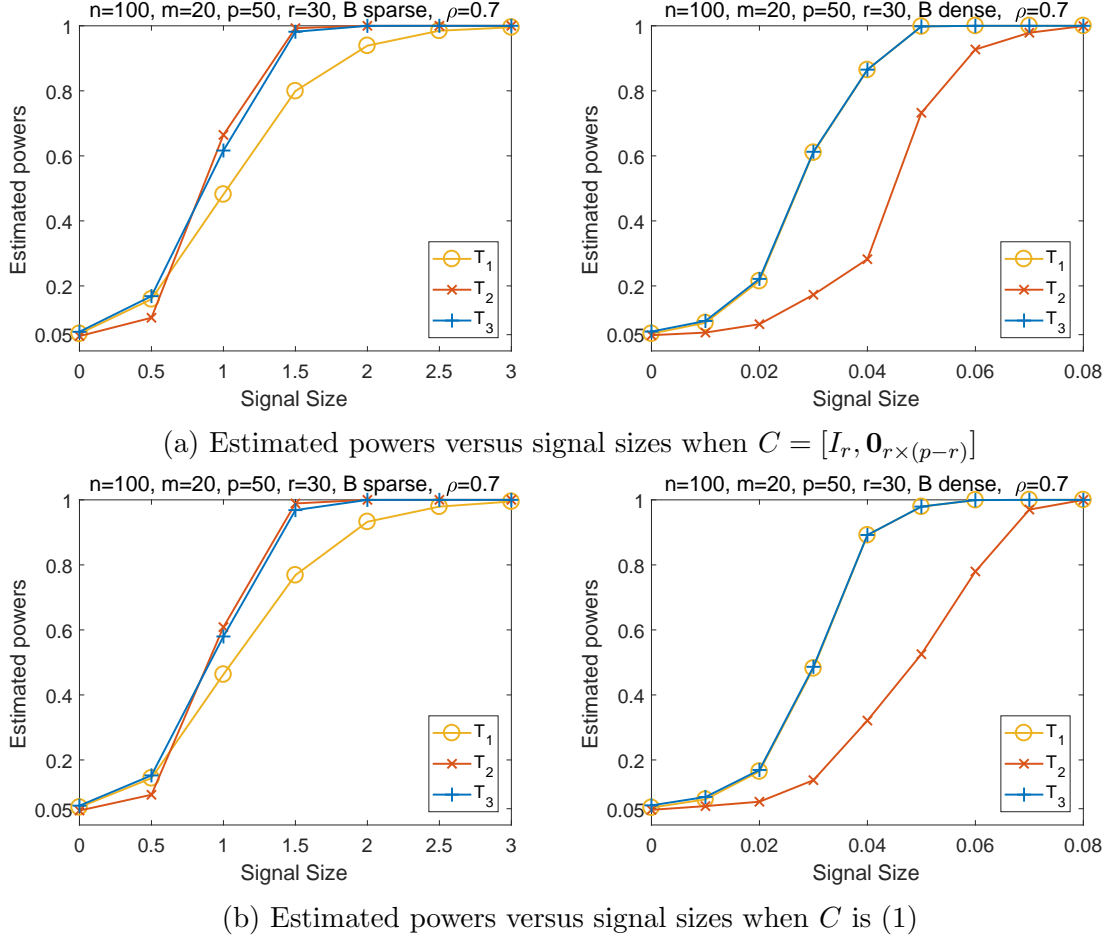 n=100, m=20, p=50, r=30, B sparse, ρ=0.7
Estimated powers
1
0.8
0.6
0.4
0.2
0.05
0 0.5 1 1.5 2 2.5 3
Signal Size
T1
T2
T3
n=100, m=20, p=50, r=30, B dense, ρ=0.7
Estimated powers
1
0.8
0.6
0.4
0.2
0.05
0 0.02 0.04 0.06 0.08
Signal Size
T1
T2
T3
(a) Estimated powers versus signal sizes when C = [I_r, 0_{r×(p−r)}]
n=100, m=20, p=50, r=30, B sparse, ρ=0.7
Estimated powers
1
0.8
0.6
0.4
0.2
0.05
0 0.5 1 1.5 2 2.5 3
Signal Size
T1
T2
T3
n=100, m=20, p=50, r=30, B dense, ρ=0.7
Estimated powers
1
0.8
0.6
0.4
0.2
0.05
0 0.02 0.04 0.06 0.08
Signal Size
T1
T2
T3
(b) Estimated powers versus signal sizes when C is (1)